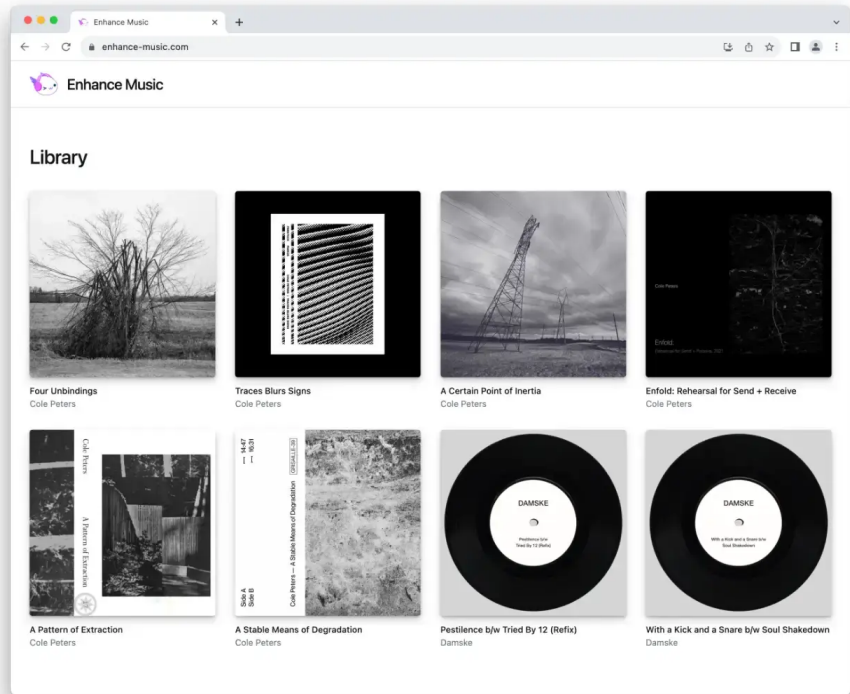 Enhance Music
enhance-music.com
Enhance Music
Library
Four Unbindings
Cole Peters
Traces Blurs Signs
Cole Peters
A Certain Point of Inertia
Cole Peters
Cole Peters
Enfold:
Enfold: Rehearsal for Send + Receive
Cole Peters
Cole Peters
A Pattern of Extraction
A Pattern of Extraction
Cole Peters
14:47
10:31
GRISAILLE-39
Cole Peters — A Stable Means of Degradation
Side A
Side B
A Stable Means of Degradation
Cole Peters
DAMSKE
Pestilence b/w
Tried By 12 (Refix)
Pestilence b/w Tried By 12 (Refix)
Damske
DAMSKE
With a Kick and a Snare b/w
Soul Shakedown
With a Kick and a Snare b/w Soul Shakedown
Damske